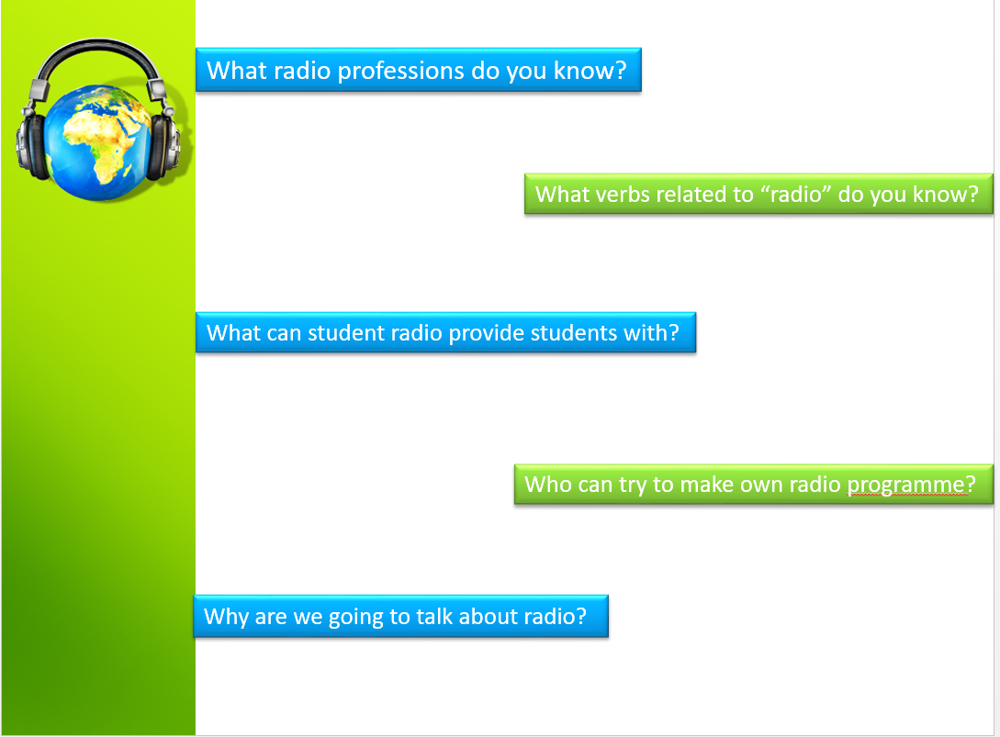 What radio professions do you know?
What verbs related to “radio” do you know?
What can student radio provide students with?
Who can try to make own radio programme?
Why are we going to talk about radio?